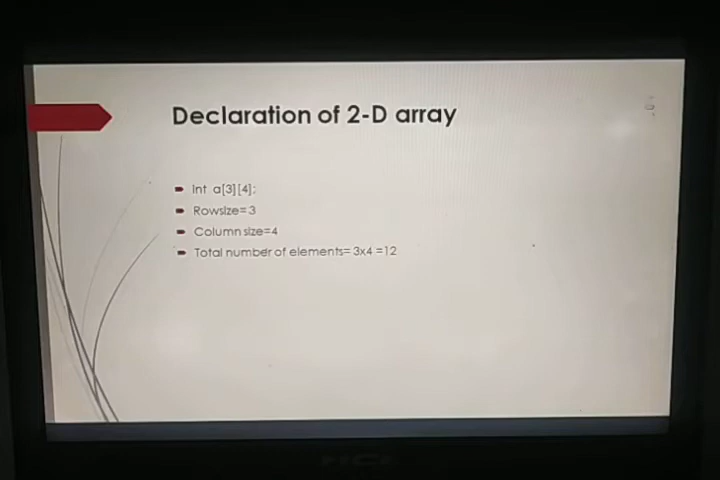 Declaration of 2-D array
Int a[3][4];
Rowsize=3
Column size=4
Total number of elements= 3x4 =12